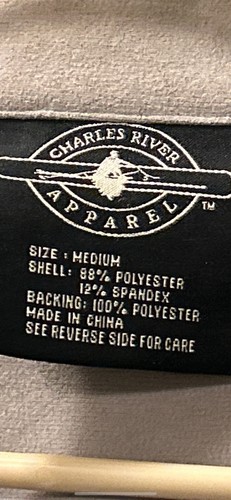 CHARLES RIVER
APPAREL
TM
SIZE : MEDIUM
SHELL: 88% POLYESTER
12% SPANDEX
BACKING: 100% POLYESTER
MADE IN CHINA
SEE REVERSE SIDE FOR CARE